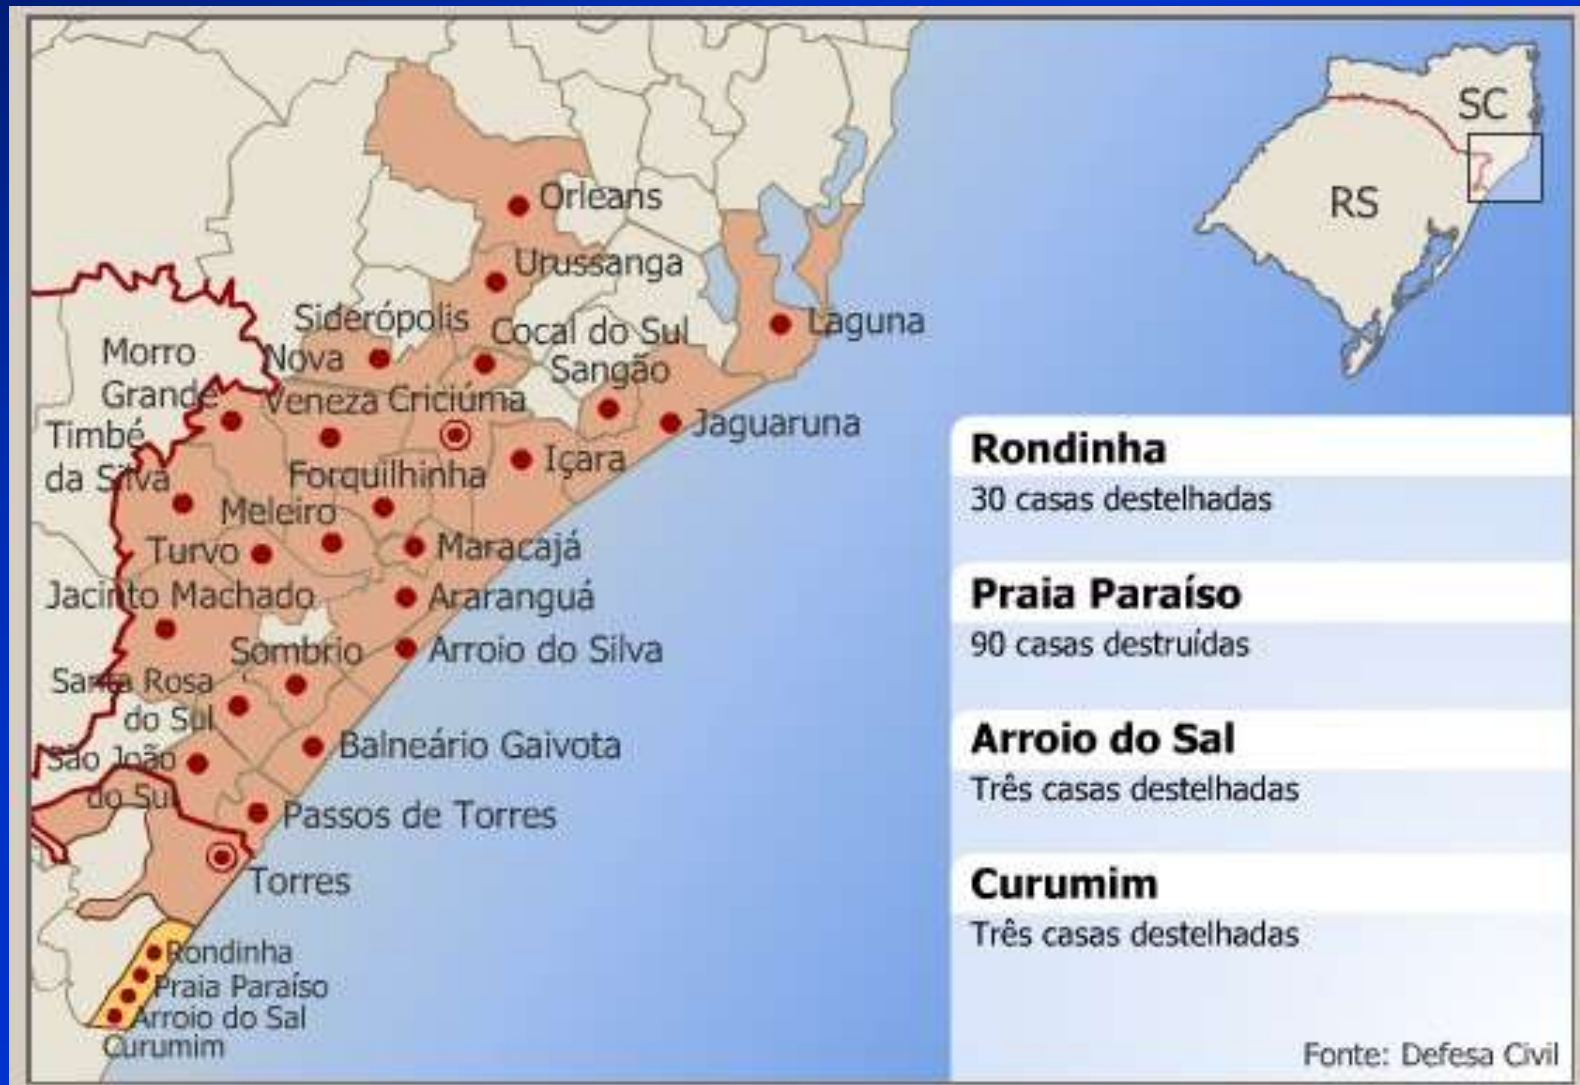 SC
RS
Orleans
Urussanga
Siderópolis
Cocal do Sul
Laguna
Morro
Grande
Nova
Veneza
Sangão
Criciúma
Jaguaruna
Timbé
da Silva
Içara
Forquilhinha
Meleiro
Turvo
Maracajá
Jacinto Machado
Araranguá
Sombrio
Arroio do Silva
Santa Rosa
do Sul
Balneário Gaivota
São João
do Sul
Passos de Torres
Torres
Rondinha
Praia Paraíso
Arroio do Sal
Curumim
Rondinha
30 casas destelhadas
Praia Paraíso
90 casas destruídas
Arroio do Sal
Três casas destelhadas
Curumim
Três casas destelhadas
Fonte: Defesa Civil